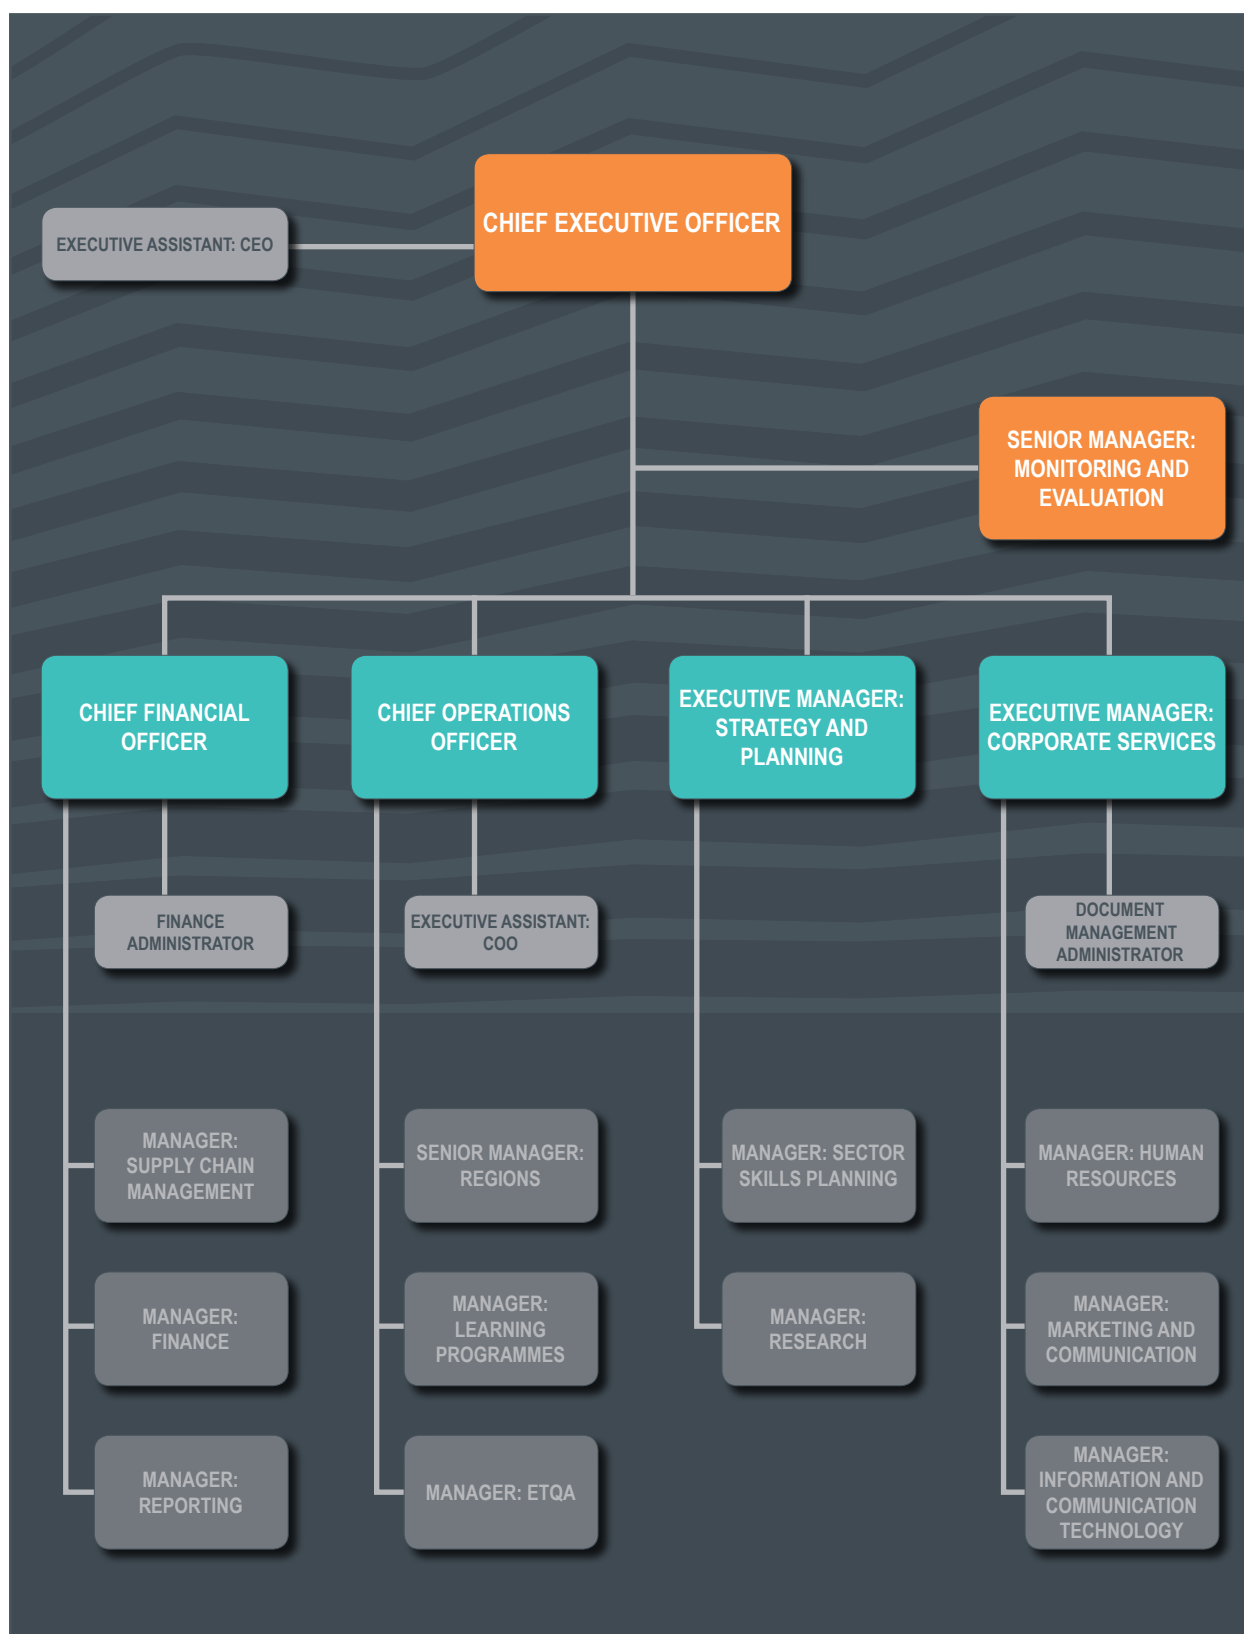 CHIEF EXECUTIVE OFFICER
EXECUTIVE ASSISTANT: CEO
SENIOR MANAGER:
MONITORING AND
EVALUATION
CHIEF FINANCIAL
OFFICER
CHIEF OPERATIONS
OFFICER
EXECUTIVE MANAGER:
STRATEGY AND
PLANNING
EXECUTIVE MANAGER:
CORPORATE SERVICES
FINANCE
ADMINISTRATOR
EXECUTIVE ASSISTANT:
COO
DOCUMENT
MANAGEMENT
ADMINISTRATOR
MANAGER:
SUPPLY CHAIN
MANAGEMENT
SENIOR MANAGER:
REGIONS
MANAGER: SECTOR
SKILLS PLANNING
MANAGER: HUMAN
RESOURCES
MANAGER:
FINANCE
MANAGER:
LEARNING
PROGRAMMES
MANAGER:
RESEARCH
MANAGER:
MARKETING AND
COMMUNICATION
MANAGER:
REPORTING
MANAGER: ETQA
MANAGER:
INFORMATION AND
COMMUNICATION
TECHNOLOGY